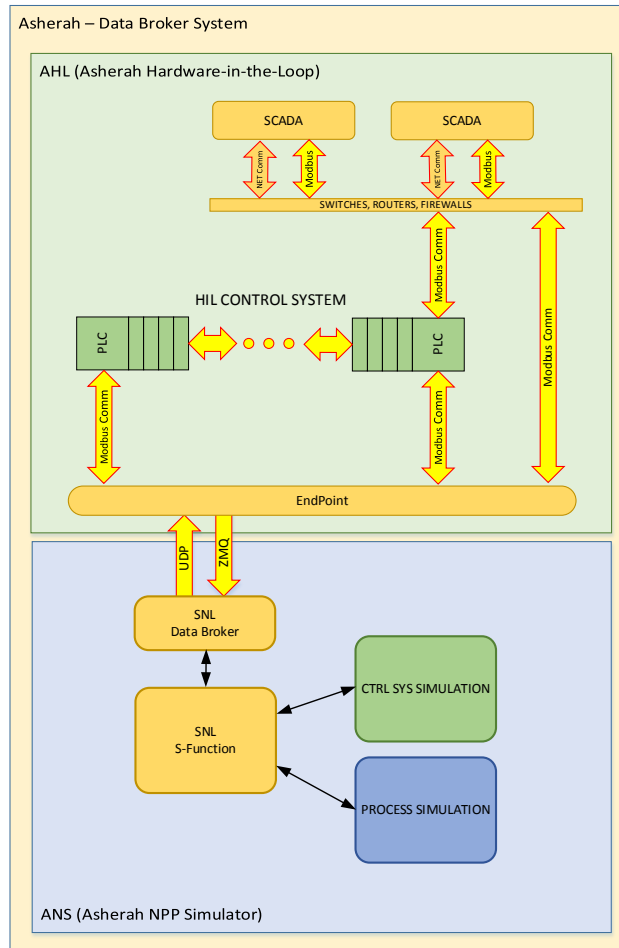 Asherah – Data Broker System
AHL (Asherah Hardware-in-the-Loop)
SCADA
SCADA
NET Comm
Modbus
NET Comm
Modbus
SWITCHES, ROUTERS, FIREWALLS
Modbus Comm
Modbus Comm
HIL CONTROL SYSTEM
PLC
PLC
Modbus Comm
Modbus Comm
EndPoint
UDP
ZMQ
SNL
Data Broker
SNL
S-Function
CTRL SYS SIMULATION
PROCESS SIMULATION
ANS (Asherah NPP Simulator)